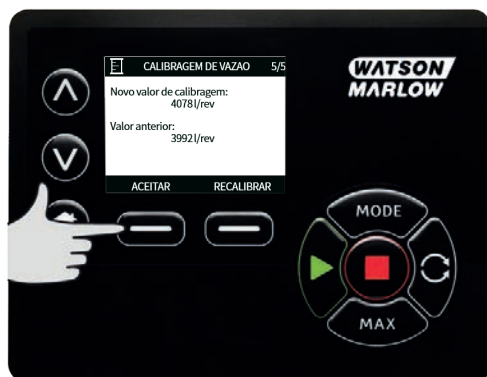 CALIBRAGEM DE VAZAO 5/5
Novo valor de calibragem:
4078 l/rev
Valor anterior:
3992 l/rev
ACEITAR RECALIBRAR
WATSON
MARLOW
MODE
MAX